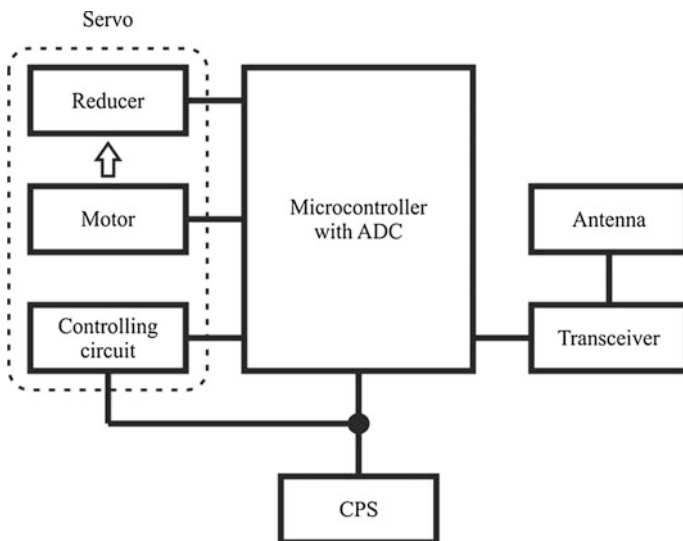 Servo
Reducer
Motor
Controlling
circuit
Microcontroller
with ADC
Antenna
Transceiver
CPS